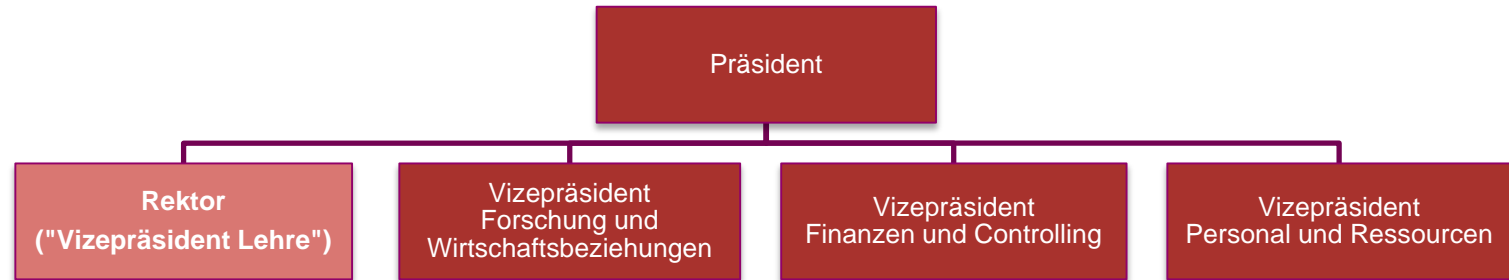 Präsident
Rektor
("Vizepräsident Lehre")
Vizepräsident
Forschung und
Wirtschaftsbeziehungen
Vizepräsident
Finanzen und Controlling
Vizepräsident
Personal und Ressourcen